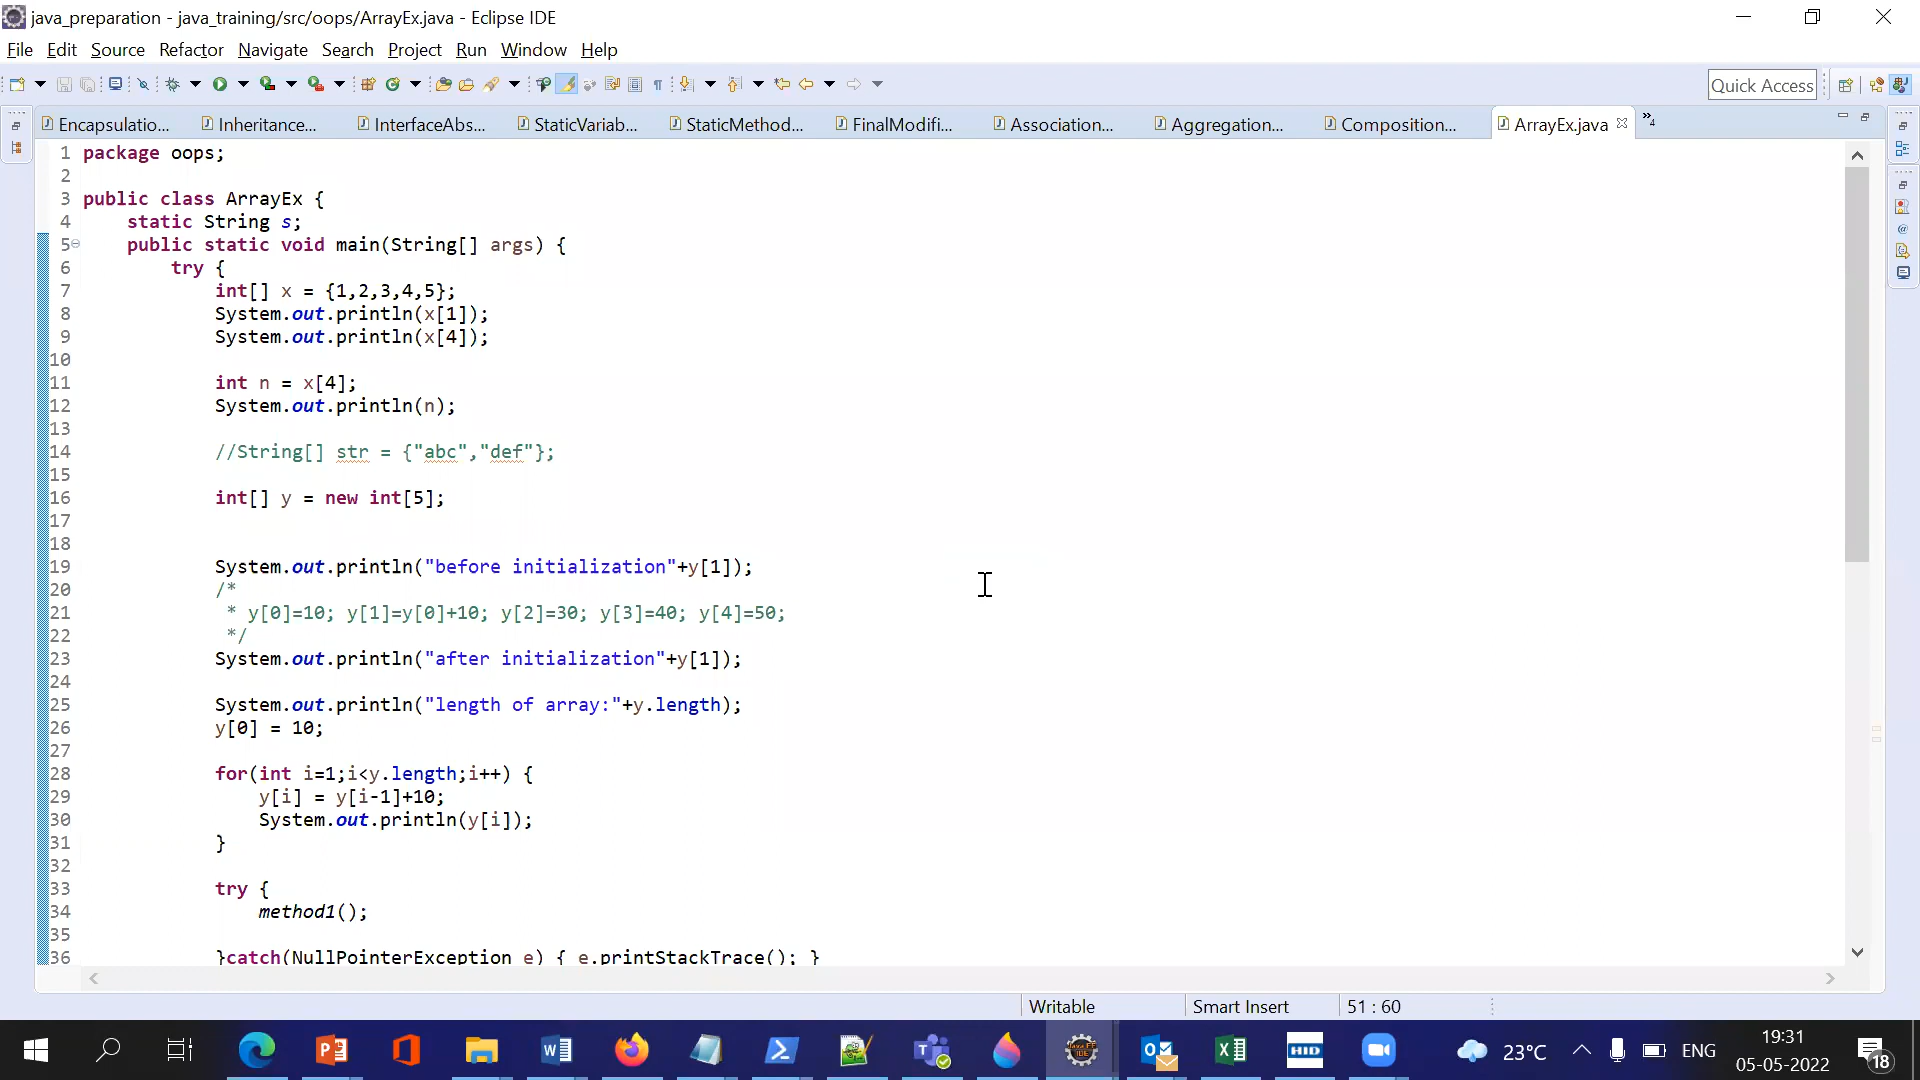 java_preparation - java_training/src/oops/ArrayEx.java - Eclipse IDE
File Edit Source Refactor Navigate Search Project Run Window Help
Quick Access
Encapsulatio... Inheritance... InterfaceAbs... StaticVariab... StaticMethod... FinalModifi... Association... Aggregation... Composition... ArrayEx.java »4
1 package oops;
2
3 public class ArrayEx {
4 static String s;
5 public static void main(String[] args) {
6 try {
7 int[] x = {1,2,3,4,5};
8 System.out.println(x[1]);
9 System.out.println(x[4]);
10
11 int n = x[4];
12 System.out.println(n);
13
14 //String[] str = {"abc","def"};
15
16 int[] y = new int[5];
17
18
19 System.out.println("before initialization"+y[1]);
20 /*
21 * y[0]=10; y[1]=y[0]+10; y[2]=30; y[3]=40; y[4]=50;
22 */
23 System.out.println("after initialization"+y[1]);
24
25 System.out.println("length of array:"+y.length);
26 y[0] = 10;
27
28 for(int i=1;i<y.length;i++) {
29 y[i] = y[i-1]+10;
30 System.out.println(y[i]);
31 }
32
33 try {
34 method1();
35
36 }catch(NullPointerException e) { e.printStackTrace(); }
Writable Smart Insert 51 : 60
23°C ENG 19:31
05-05-2022 18
HID